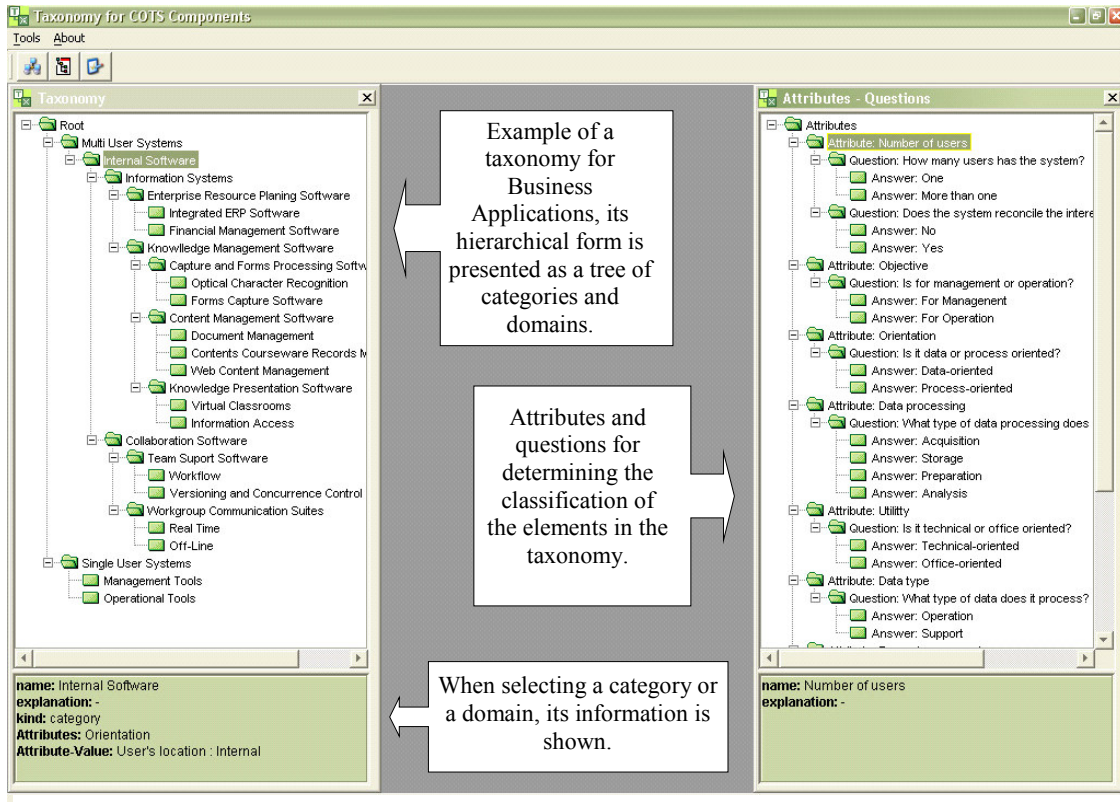 Taxonomy for COTS Components
Tools About
Taxonomy
Root
Multi User Systems
Internal Software
Information Systems
Enterprise Resource Planing Software
Integrated ERP Software
Financial Management Software
Knowlledge Management Software
Capture and Forms Processing Softw
Optical Character Recognition
Forms Capture Software
Content Management Software
Document Management
Contents Courseware Records M
Web Content Management
Knowledge Presentation Software
Virtual Classrooms
Information Access
Collaboration Software
Team Suport Software
Workflow
Versioning and Concurrence Control
Workgroup Communication Suites
Real Time
Off-Line
Single User Systems
Management Tools
Operational Tools
name: Internal Software
explanation: -
kind: category
Attributes: Orientation
Attribute-Value: User's location : Internal
Example of a
taxonomy for
Business
Applications, its
hierarchical form is
presented as a tree of
categories and
domains.
Attributes and
questions for
determining the
classification of
the elements in the
taxonomy.
When selecting a category or
a domain, its information is
shown.
Attributes - Questions
Attributes
Attribute: Number of users
Question: How many users has the system?
Answer: One
Answer: More than one
Question: Does the system reconcile the intere
Answer: No
Answer: Yes
Attribute: Objective
Question: Is for management or operation?
Answer: For Managenent
Answer: For Operation
Attribute: Orientation
Question: Is it data or process oriented?
Answer: Data-oriented
Answer: Process-oriented
Attribute: Data processing
Question: What type of data processing does
Answer: Acquisition
Answer: Storage
Answer: Preparation
Answer: Analysis
Attribute: Utilitty
Question: Is it technical or office oriented?
Answer: Technical-oriented
Answer: Office-oriented
Attribute: Data type
Question: What type of data does it process?
Answer: Operation
Answer: Support
name: Number of users
explanation: -